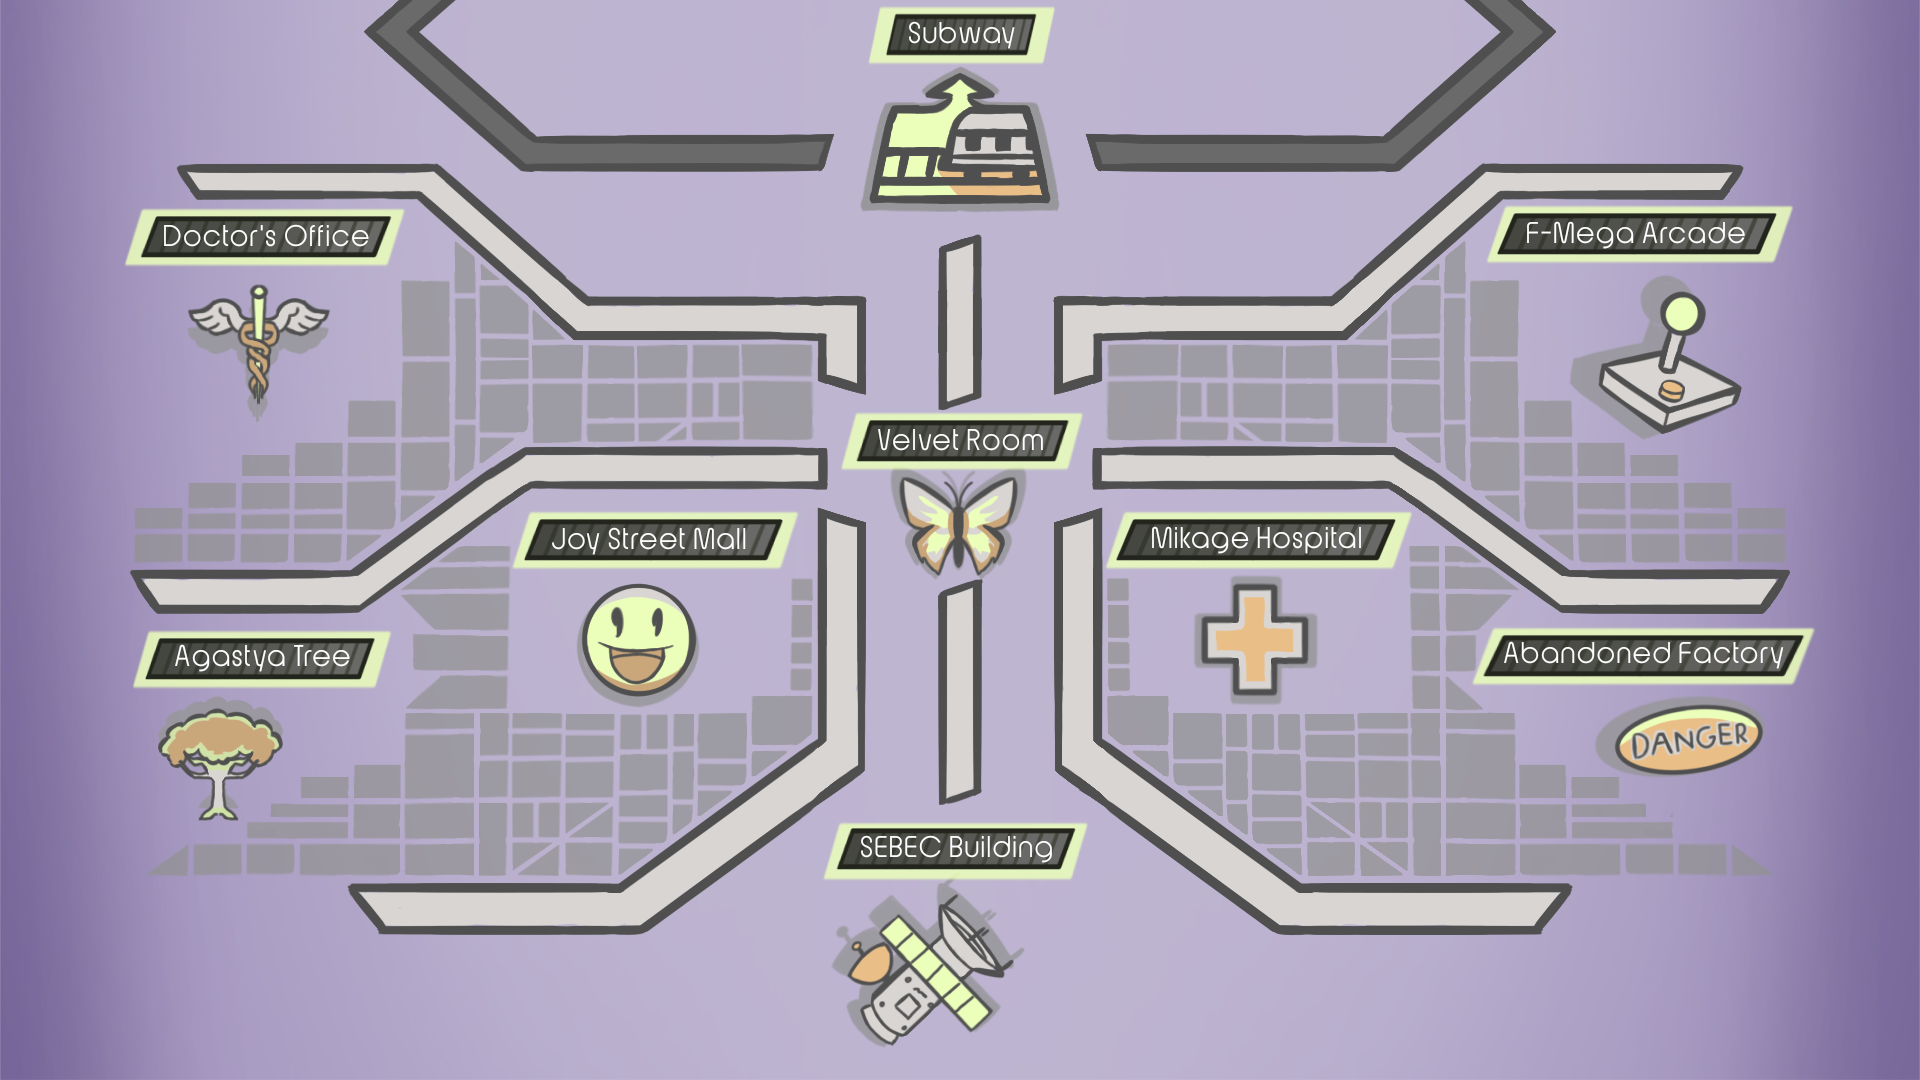 Subway
Doctor's Office
F-Mega Arcade
Velvet Room
Joy Street Mall
Mikage Hospital
Agastya Tree
Abandoned Factory
DANGER
SEBEC Building